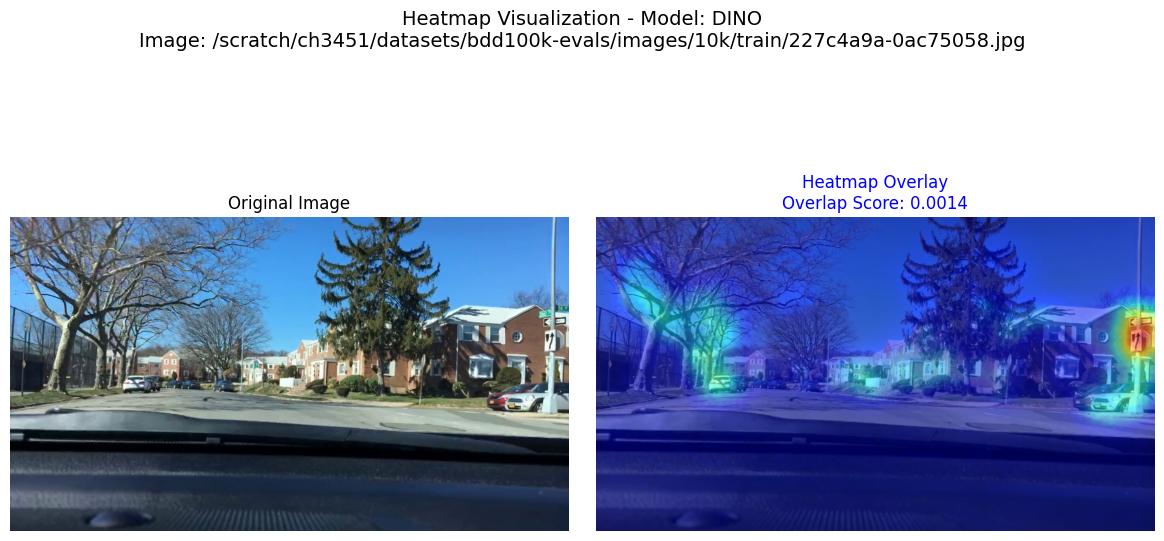 Heatmap Visualization - Model: DINO
Image: /scratch/ch3451/datasets/bdd100k-evals/images/10k/train/227c4a9a-0ac75058.jpg
Original Image
Heatmap Overlay
Overlap Score: 0.0014